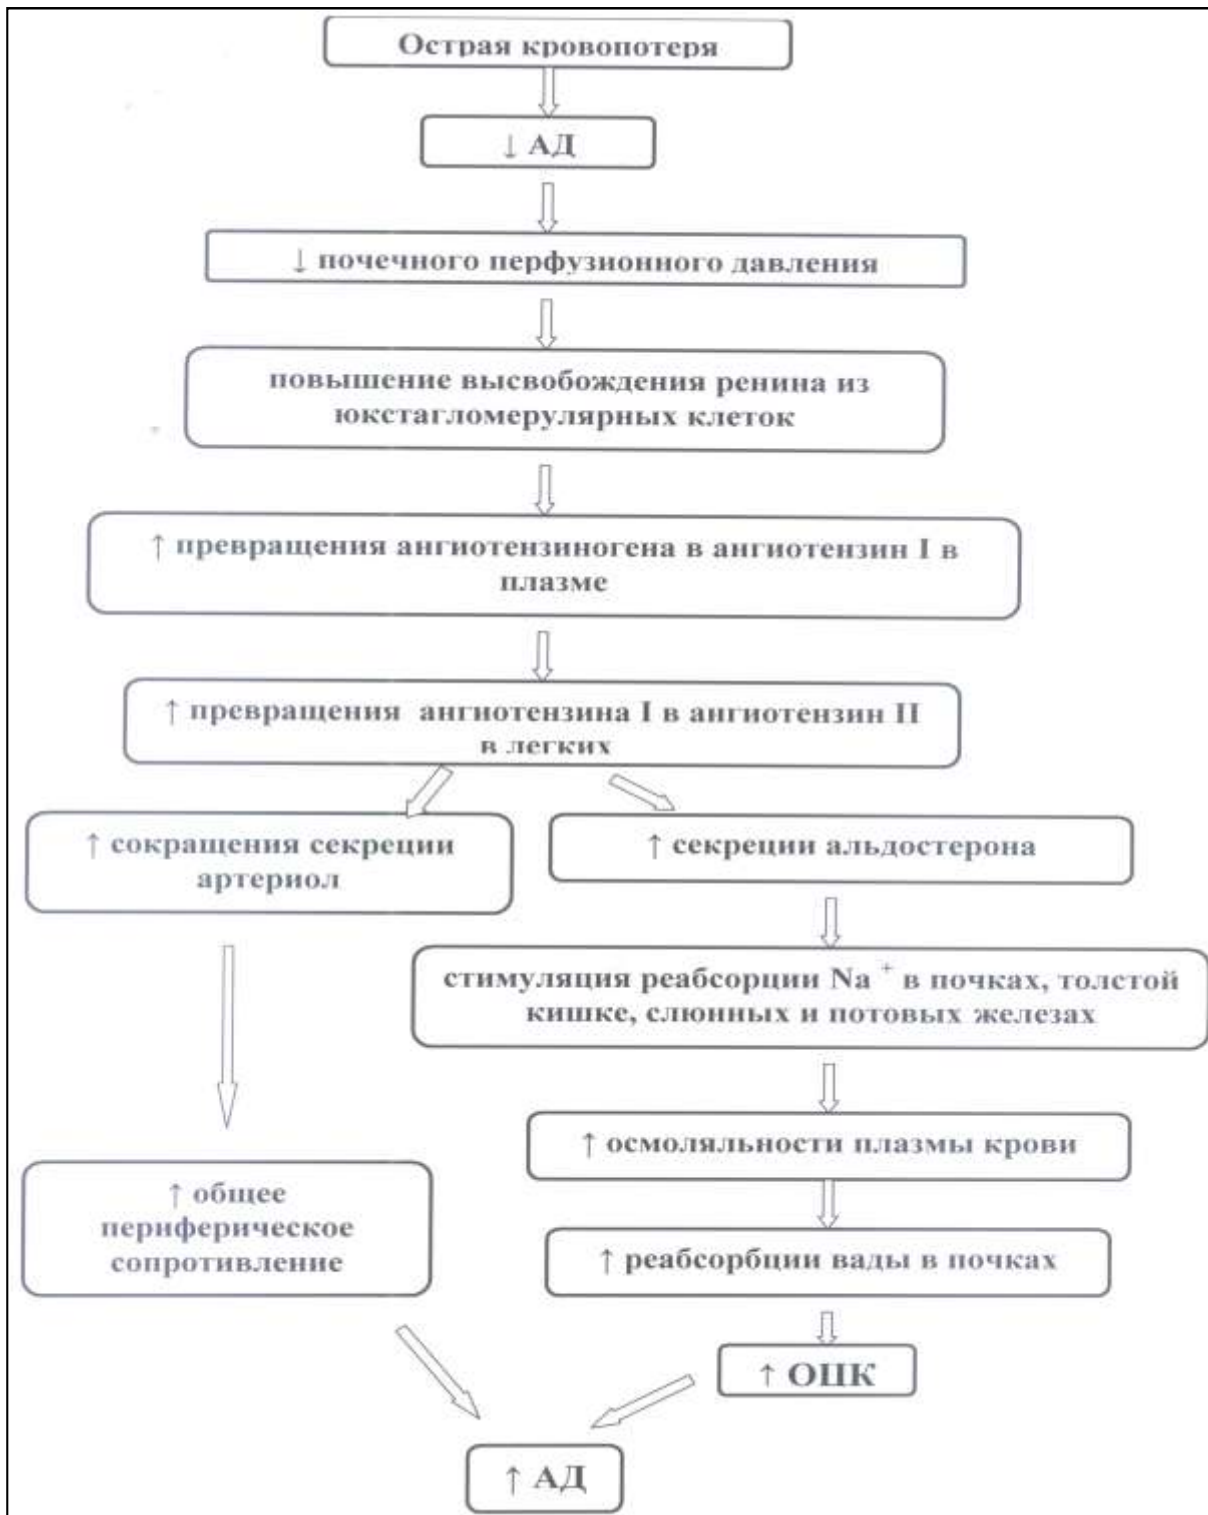 Острая кровопотеря
↓ АД
↓ почечного перфузионного давления
повышение высвобождения ренина из
юкстагломерулярных клеток
↑ превращения ангиотензиногена в ангиотензин I в
плазме
↑ превращения ангиотензина I в ангиотензин II
в легких
↑ сокращения секреции
артериол
↑ секреции альдостерона
стимуляция реабсорции Na⁺ в почках, толстой
кишке, слюнных и потовых железах
↑ осмоляльности плазмы крови
↑ общее
периферическое
сопротивление
↑ реабсорбции вады в почках
↑ ОЦК
↑ АД